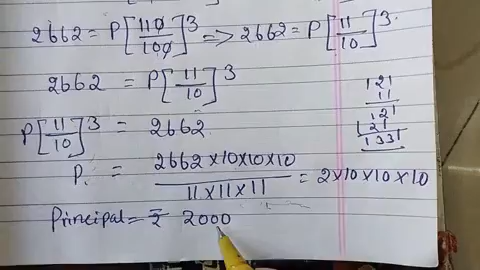 2662 = P[110/100]³ => 2662 = P[11/10]³
2662 = P[11/10]³
P[11/10]³ = 2662
P. = 2662×10×10×10 / 11×11×11 = 2×10×10×10
Principal = ₹ 2000
121
11
121
121
1331